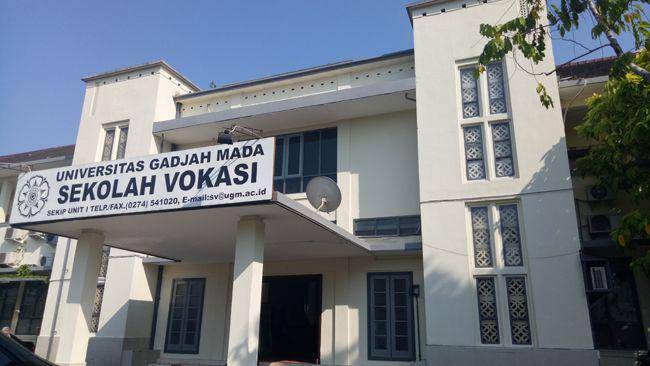 UNIVERSITAS GADJAH MADA
SEKOLAH VOKASI
SEKIP UNIT I TELP./FAX.(0274) 541020, E-mail:sv@ugm.ac.id